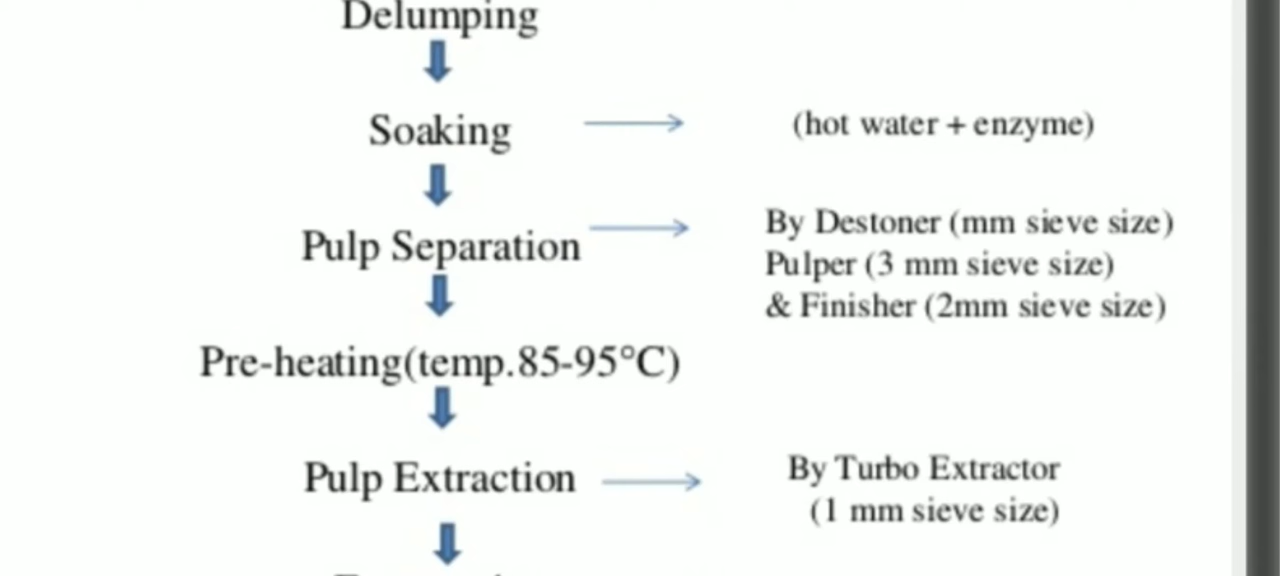 Delumping
Soaking
(hot water + enzyme)
Pulp Separation
By Destoner (mm sieve size)
Pulper (3 mm sieve size)
& Finisher (2mm sieve size)
Pre-heating(temp.85-95°C)
Pulp Extraction
By Turbo Extractor
(1 mm sieve size)